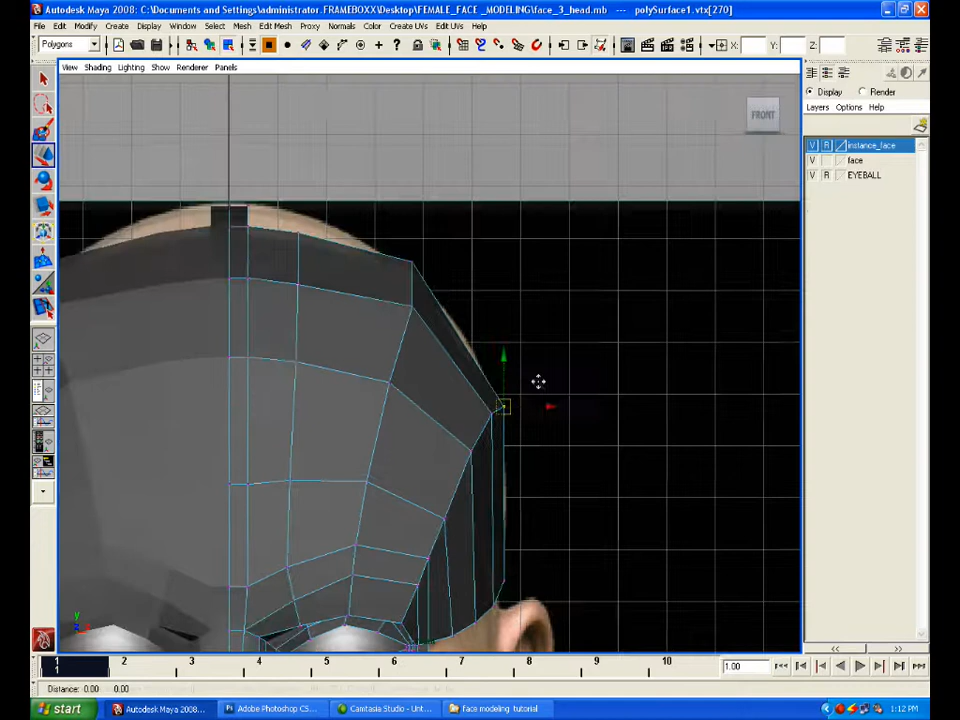 Autodesk Maya 2008: C:\Documents and Settings\administrator.FRAMEBOXX\Desktop\FEMALE_FACE _MODELING\face_3_head.mb --- polySurface1.vtx[270]
File Edit Modify Create Display Window Select Mesh Edit Mesh Proxy Normals Color Create UVs Edit UVs Help
Polygons X: Y: Z:
View Shading Lighting Show Renderer Panels
Display Render
Layers Options Help
FRONT
V R instance_face
V face
V R EYEBALL
y
1 2 3 4 5 6 7 8 9 10 1.00
1
Distance: 0.00 0.00
start Autodesk Maya 2008... Adobe Photoshop CS... Camtasia Studio - Unt... face modeling tutorial 1:12 PM